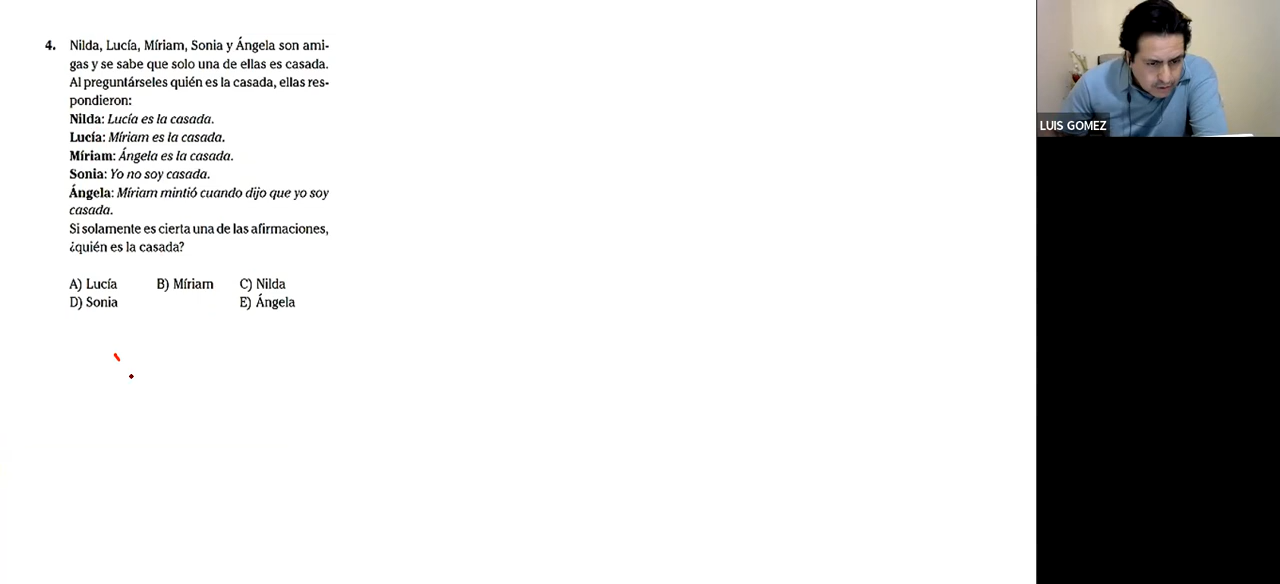 4. Nilda, Lucía, Míriam, Sonia y Ángela son ami-
gas y se sabe que solo una de ellas es casada.
Al preguntárseles quién es la casada, ellas res-
pondieron:
Nilda: Lucía es la casada.
Lucía: Míriam es la casada.
Míriam: Ángela es la casada.
Sonia: Yo no soy casada.
Ángela: Míriam mintió cuando dijo que yo soy
casada.
Si solamente es cierta una de las afirmaciones,
¿quién es la casada?
A) Lucía B) Míriam C) Nilda
D) Sonia E) Ángela
LUIS GOMEZ